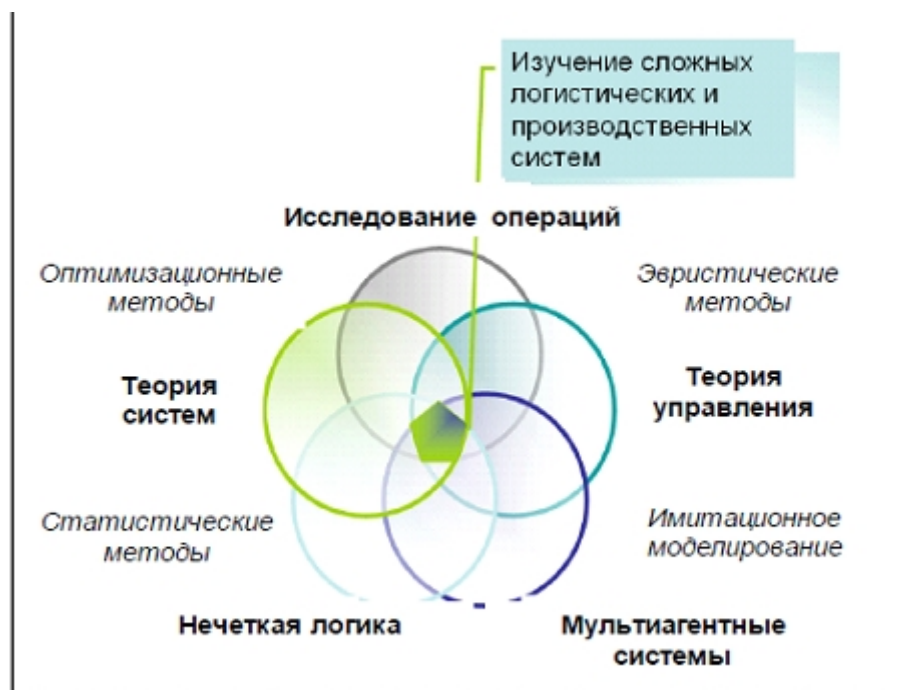 Изучение сложных
логистических и
производственных
систем
Исследование операций
Оптимизационные
методы
Эвристические
методы
Теория
систем
Теория
управления
Статистические
методы
Имитационное
моделирование
Нечеткая логика
Мультиагентные
системы